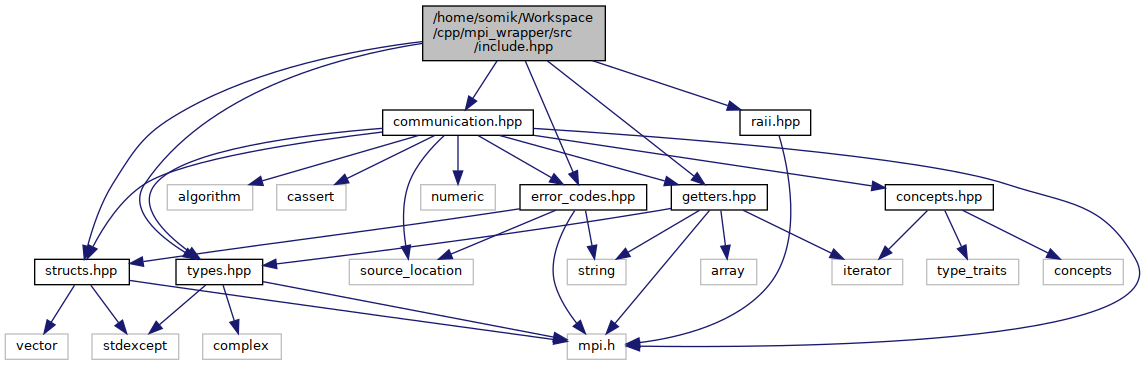 /home/somik/Workspace
/cpp/mpi_wrapper/src
/include.hpp
communication.hpp
raii.hpp
algorithm
cassert
numeric
error_codes.hpp
getters.hpp
concepts.hpp
structs.hpp
types.hpp
source_location
string
array
iterator
type_traits
concepts
vector
stdexcept
complex
mpi.h